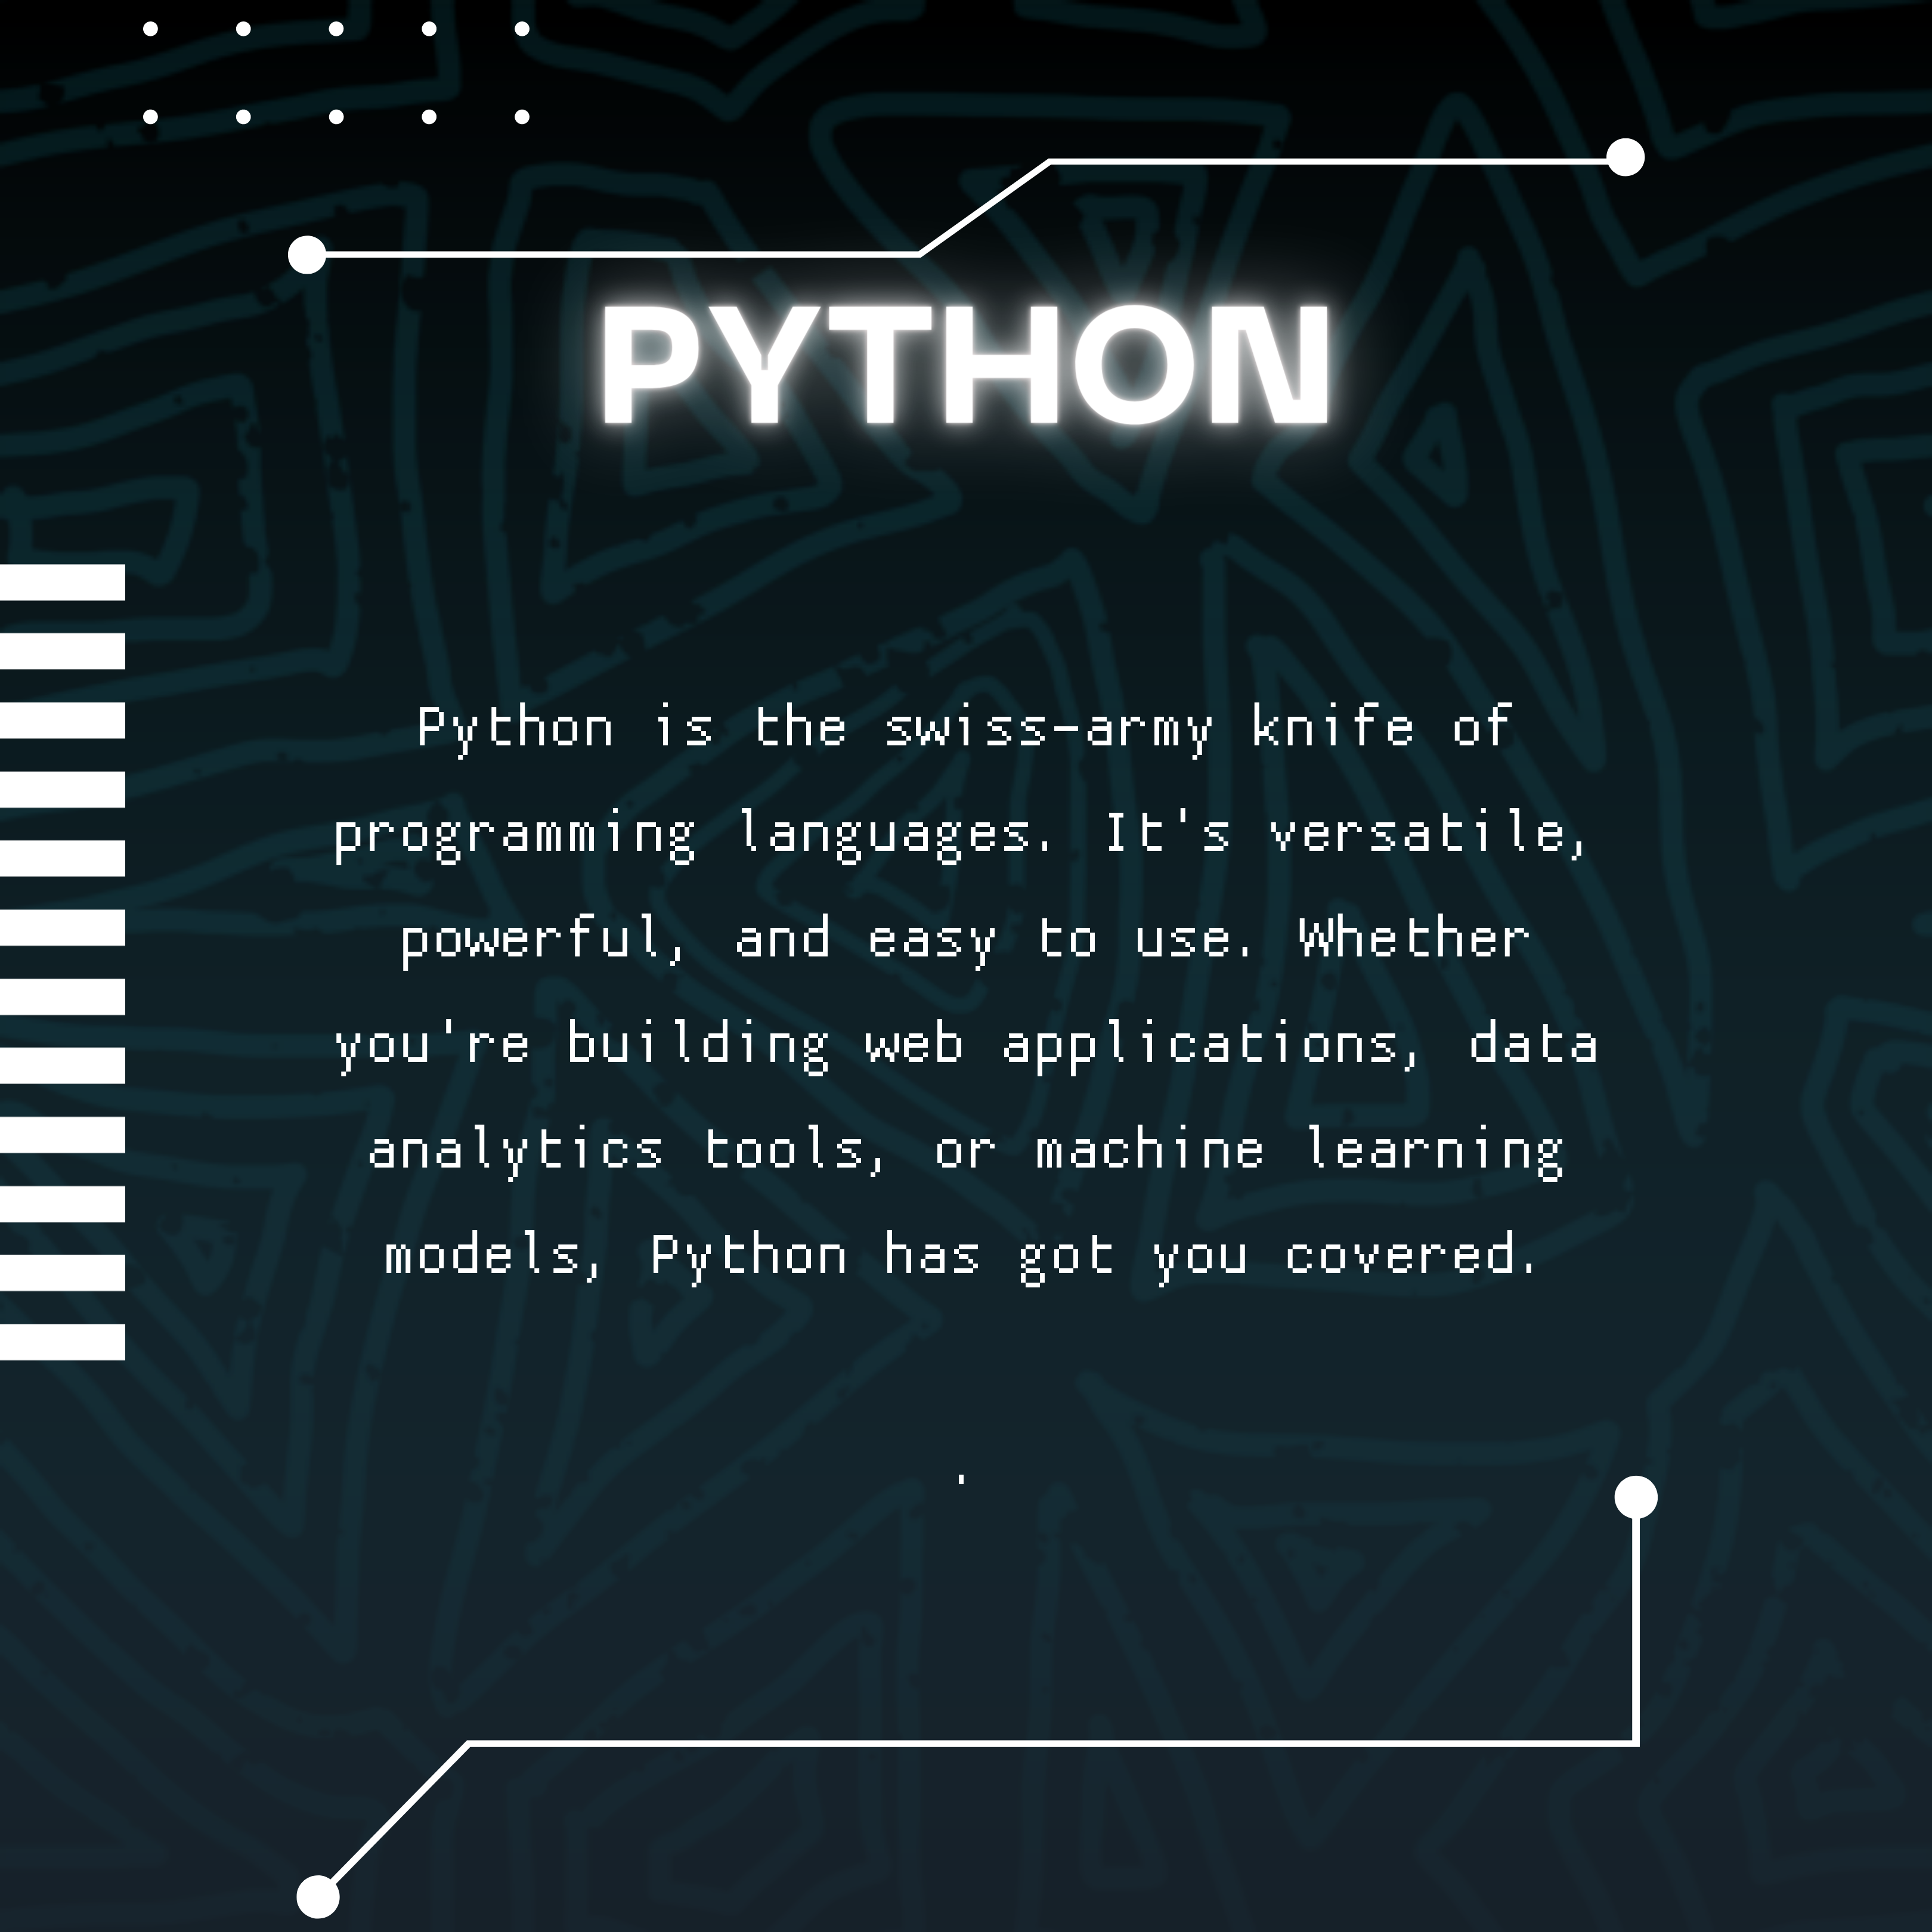 PYTHON
Python is the swiss-army knife of
programming languages. It's versatile,
powerful, and easy to use. Whether
you're building web applications, data
analytics tools, or machine learning
models, Python has got you covered.
'